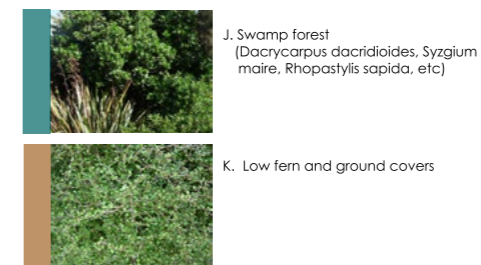 J. Swamp forest
(Dacrycarpus dacridioides, Syzgium
maire, Rhopastylis sapida, etc)
K. Low fern and ground covers